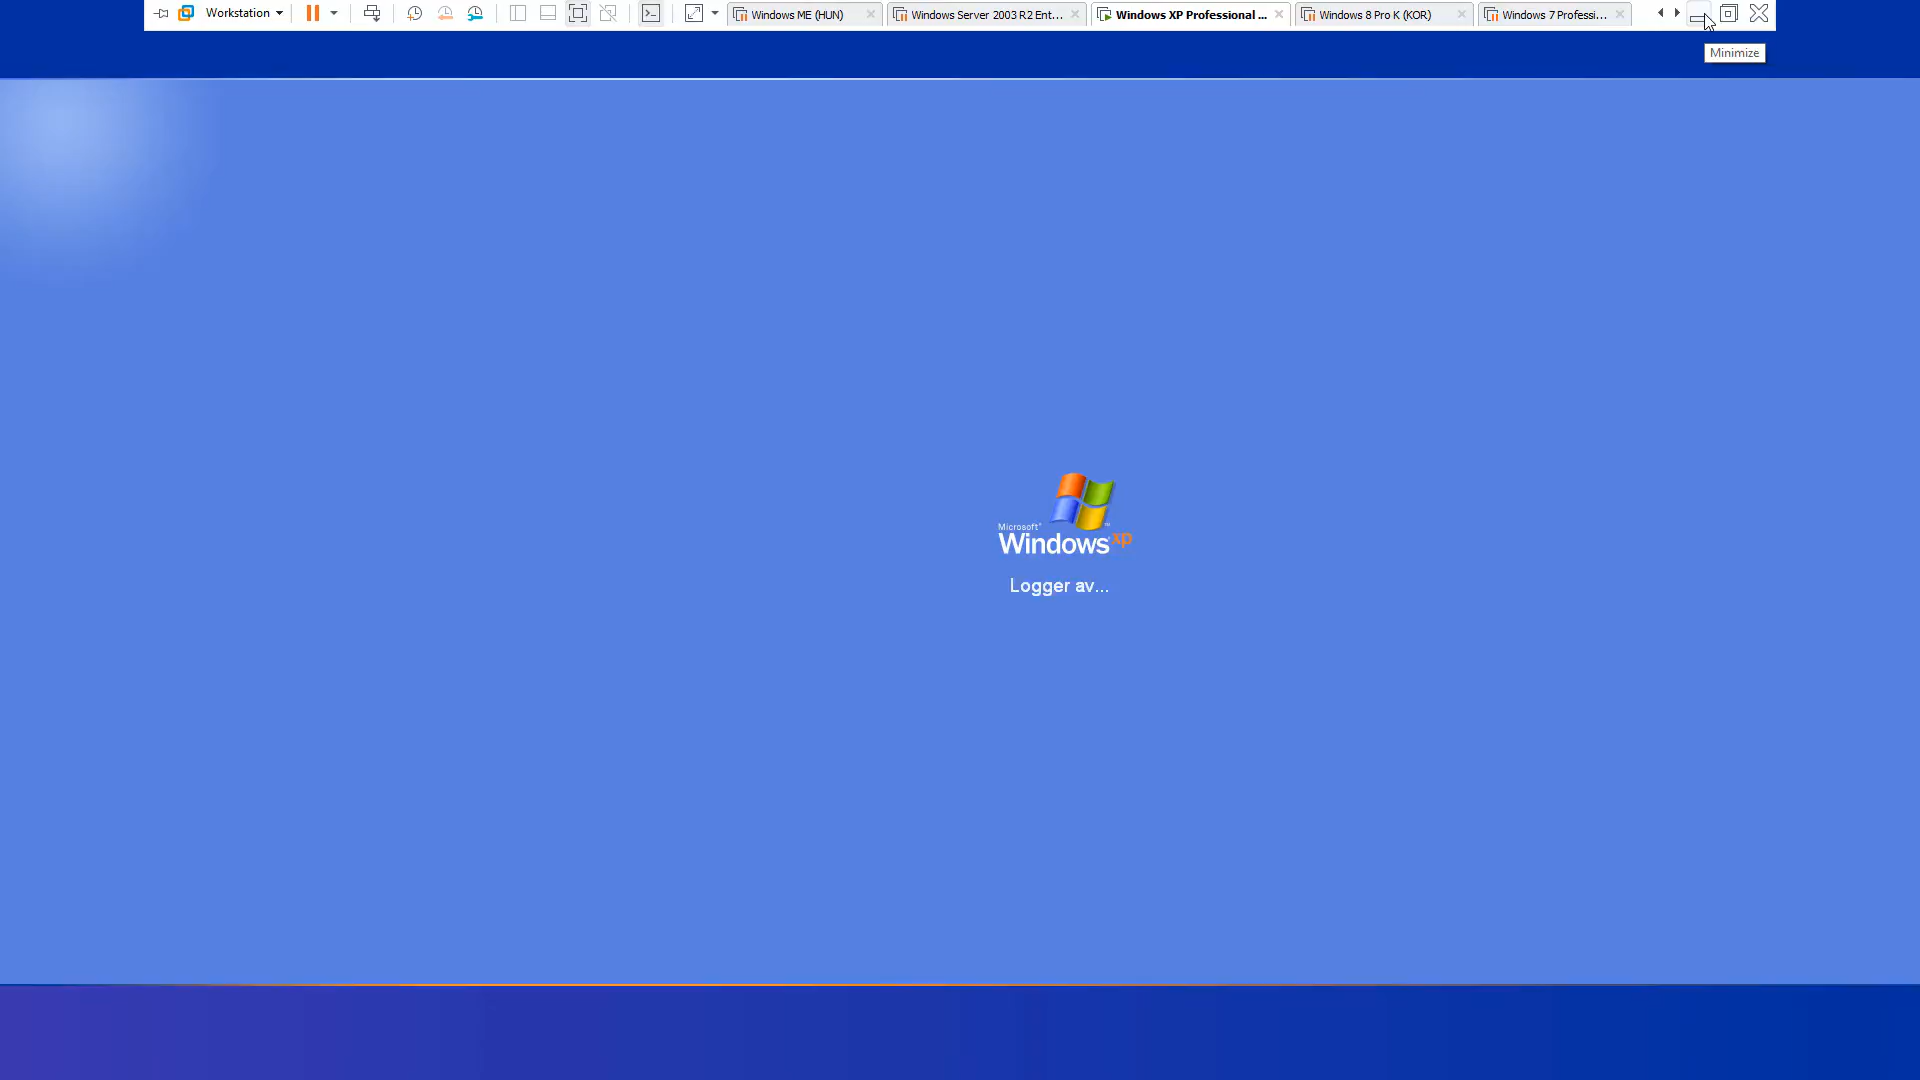 Workstation
Windows ME (HUN)
Windows Server 2003 R2 Ent...
Windows XP Professional ...
Windows 8 Pro K (KOR)
Windows 7 Professi...
Minimize
Microsoft
Windows xp
Logger av...